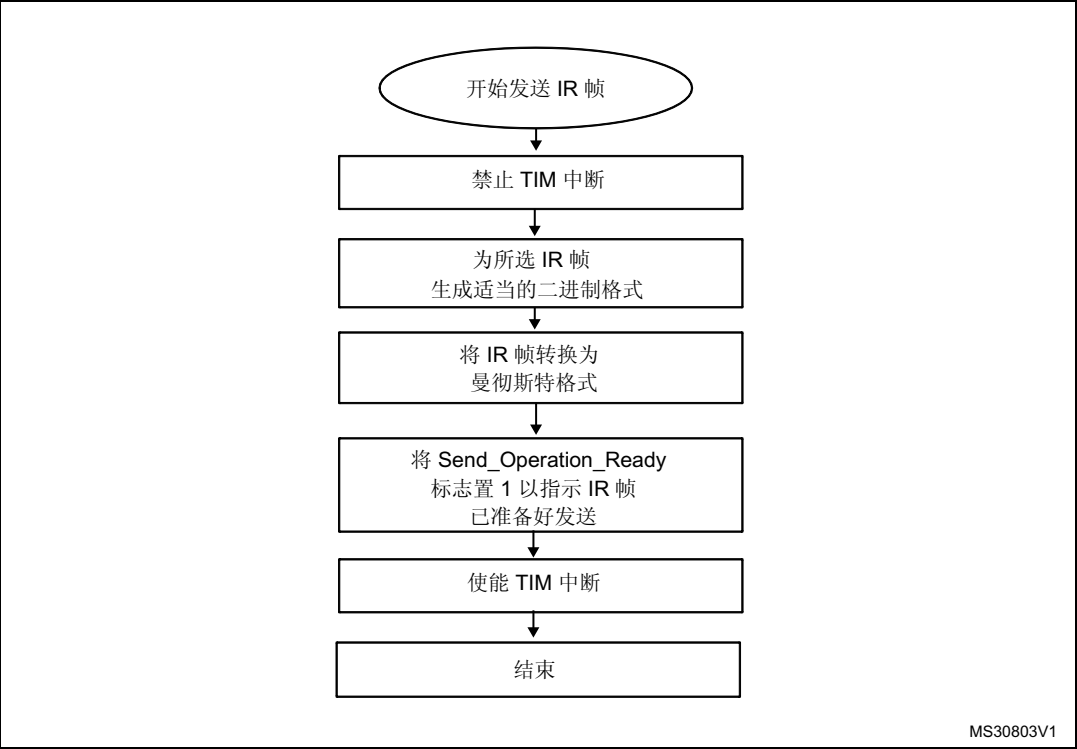 开始发送 IR 帧
禁止 TIM 中断
为所选 IR 帧
生成适当的二进制格式
将 IR 帧转换为
曼彻斯特格式
将 Send_Operation_Ready
标志置 1 以指示 IR 帧
已准备好发送
使能 TIM 中断
结束
MS30803V1